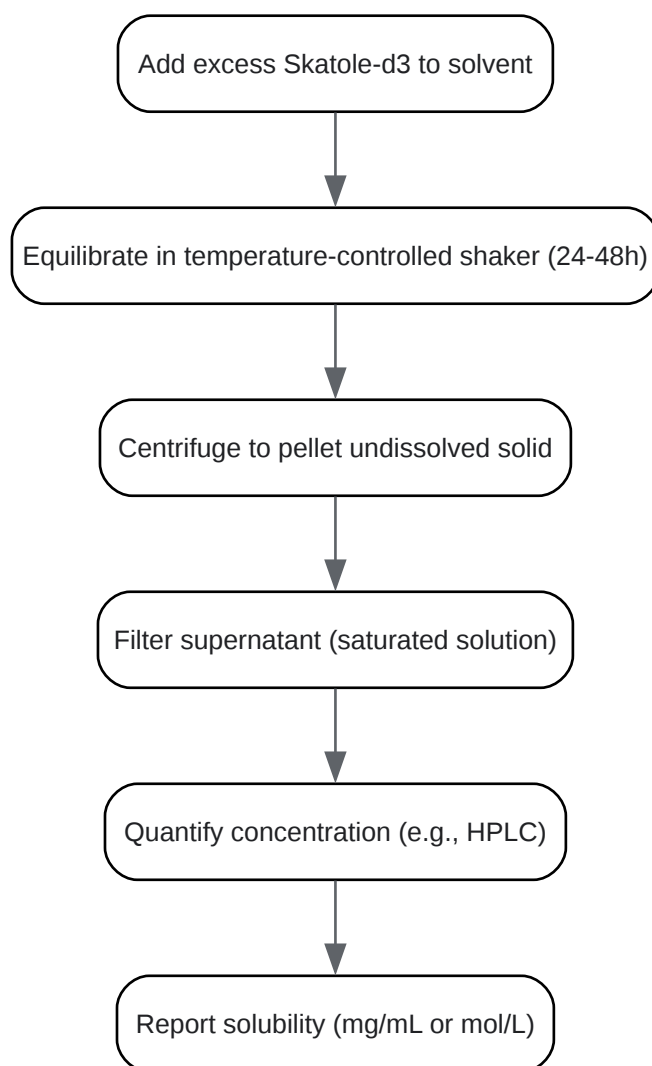 Add excess Skatole-d3 to solvent
Equilibrate in temperature-controlled shaker (24-48h)
Centrifuge to pellet undissolved solid
Filter supernatant (saturated solution)
Quantify concentration (e.g., HPLC)
Report solubility (mg/mL or mol/L)